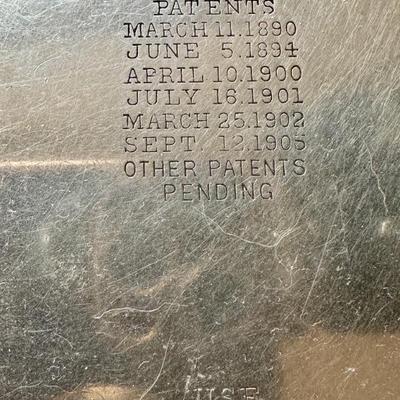 PATENTS
MARCH 11.1890
JUNE 5.1894
APRIL 10.1900
JULY 16.1901
MARCH 25.1902
SEPT 12.1905
OTHER PATENTS
PENDING
USE